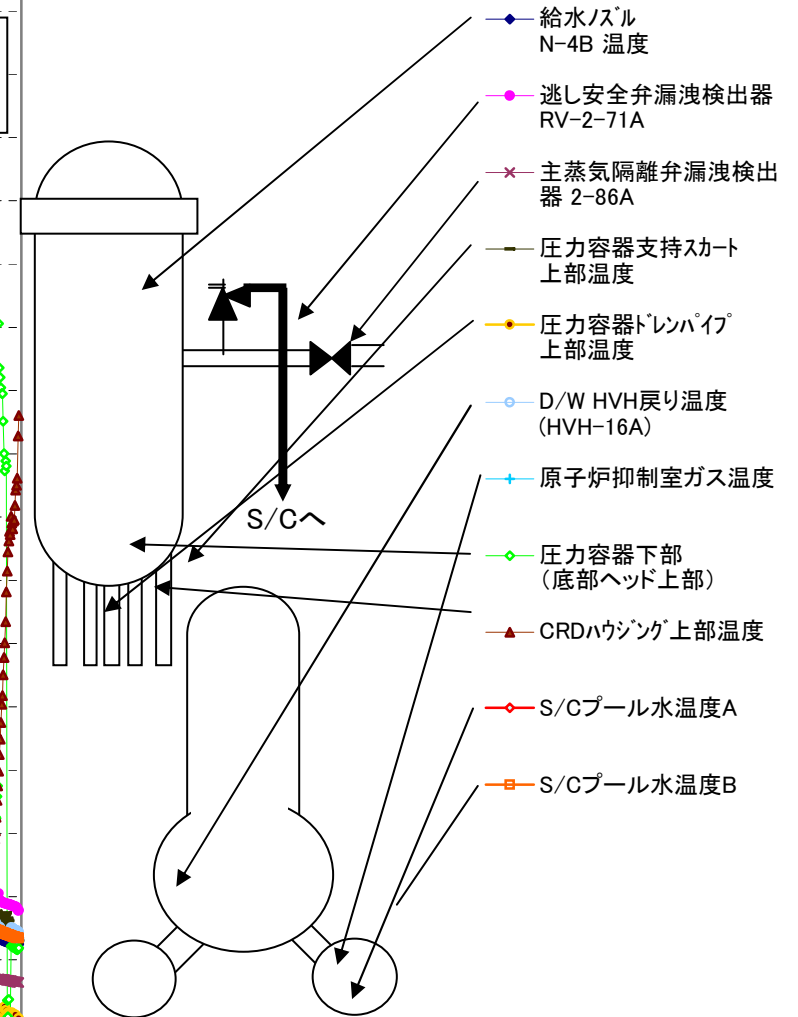 給水ノズル
N-4B 温度
逃し安全弁漏洩検出器
RV-2-71A
主蒸気隔離弁漏洩検出
器 2-86A
圧力容器支持スカート
上部温度
圧力容器ドレンパイプ
上部温度
D/W HVH戻り温度
(HVH-16A)
原子炉抑制室ガス温度
S/Cへ
圧力容器下部
（底部ヘッド上部）
CRDハウジング上部温度
S/Cプール水温度A
S/Cプール水温度B